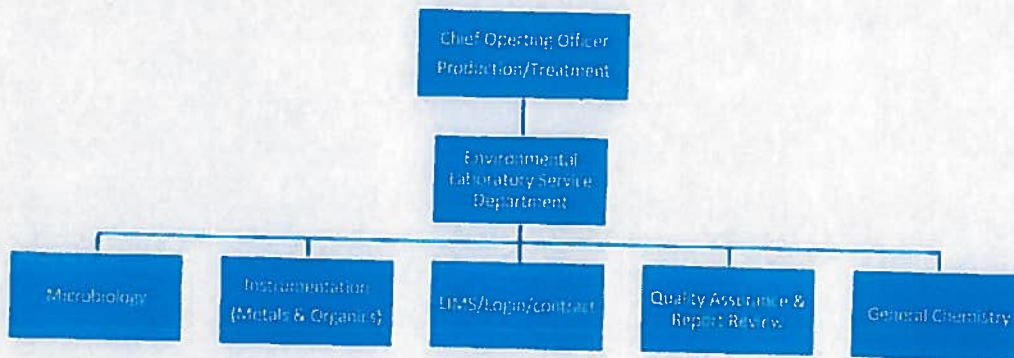 Chief Operting Officer
Production/Treatment
Environmental
Laboratory Service
Department
Microbiology
Instrumentation
(Metals & Organics)
LIMS/Login/contract
Quality Assurance &
Report Review
General Chemistry